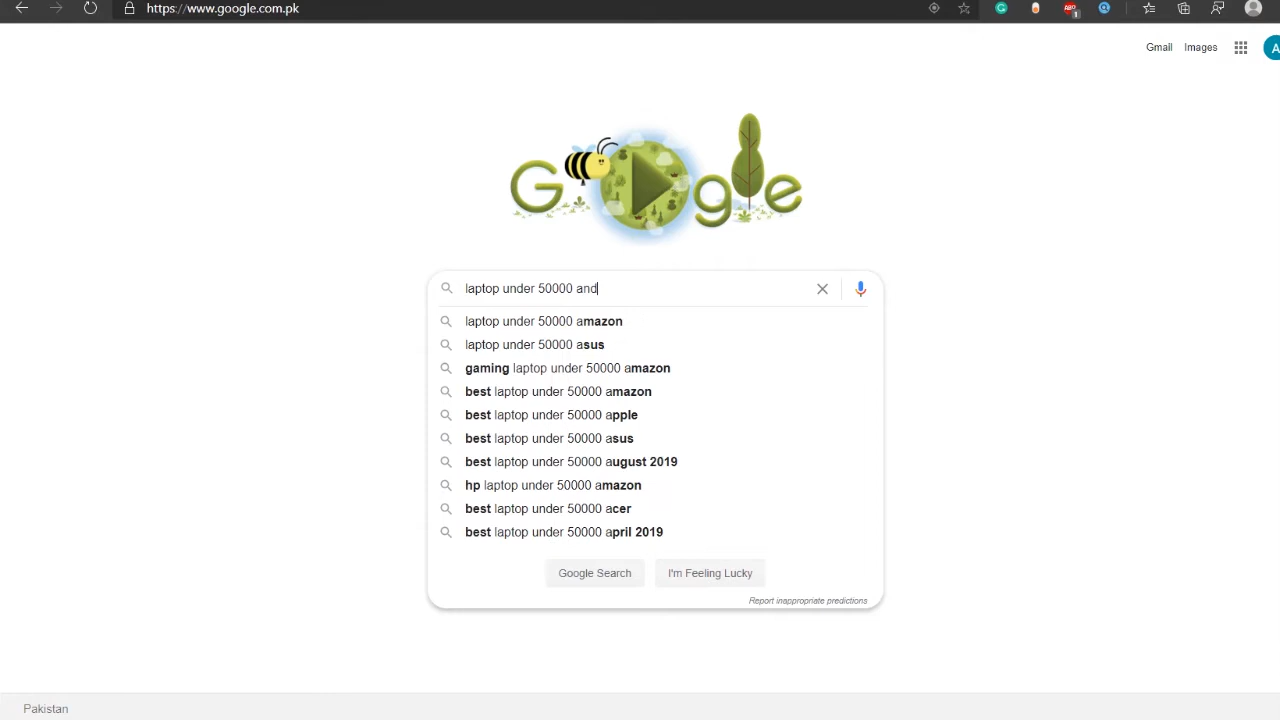 https://www.google.com.pk
ABP
1
Gmail Images
A
Google
laptop under 50000 and
laptop under 50000 amazon
laptop under 50000 asus
gaming laptop under 50000 amazon
best laptop under 50000 amazon
best laptop under 50000 apple
best laptop under 50000 asus
best laptop under 50000 august 2019
hp laptop under 50000 amazon
best laptop under 50000 acer
best laptop under 50000 april 2019
Google Search I'm Feeling Lucky
Report inappropriate predictions
Pakistan